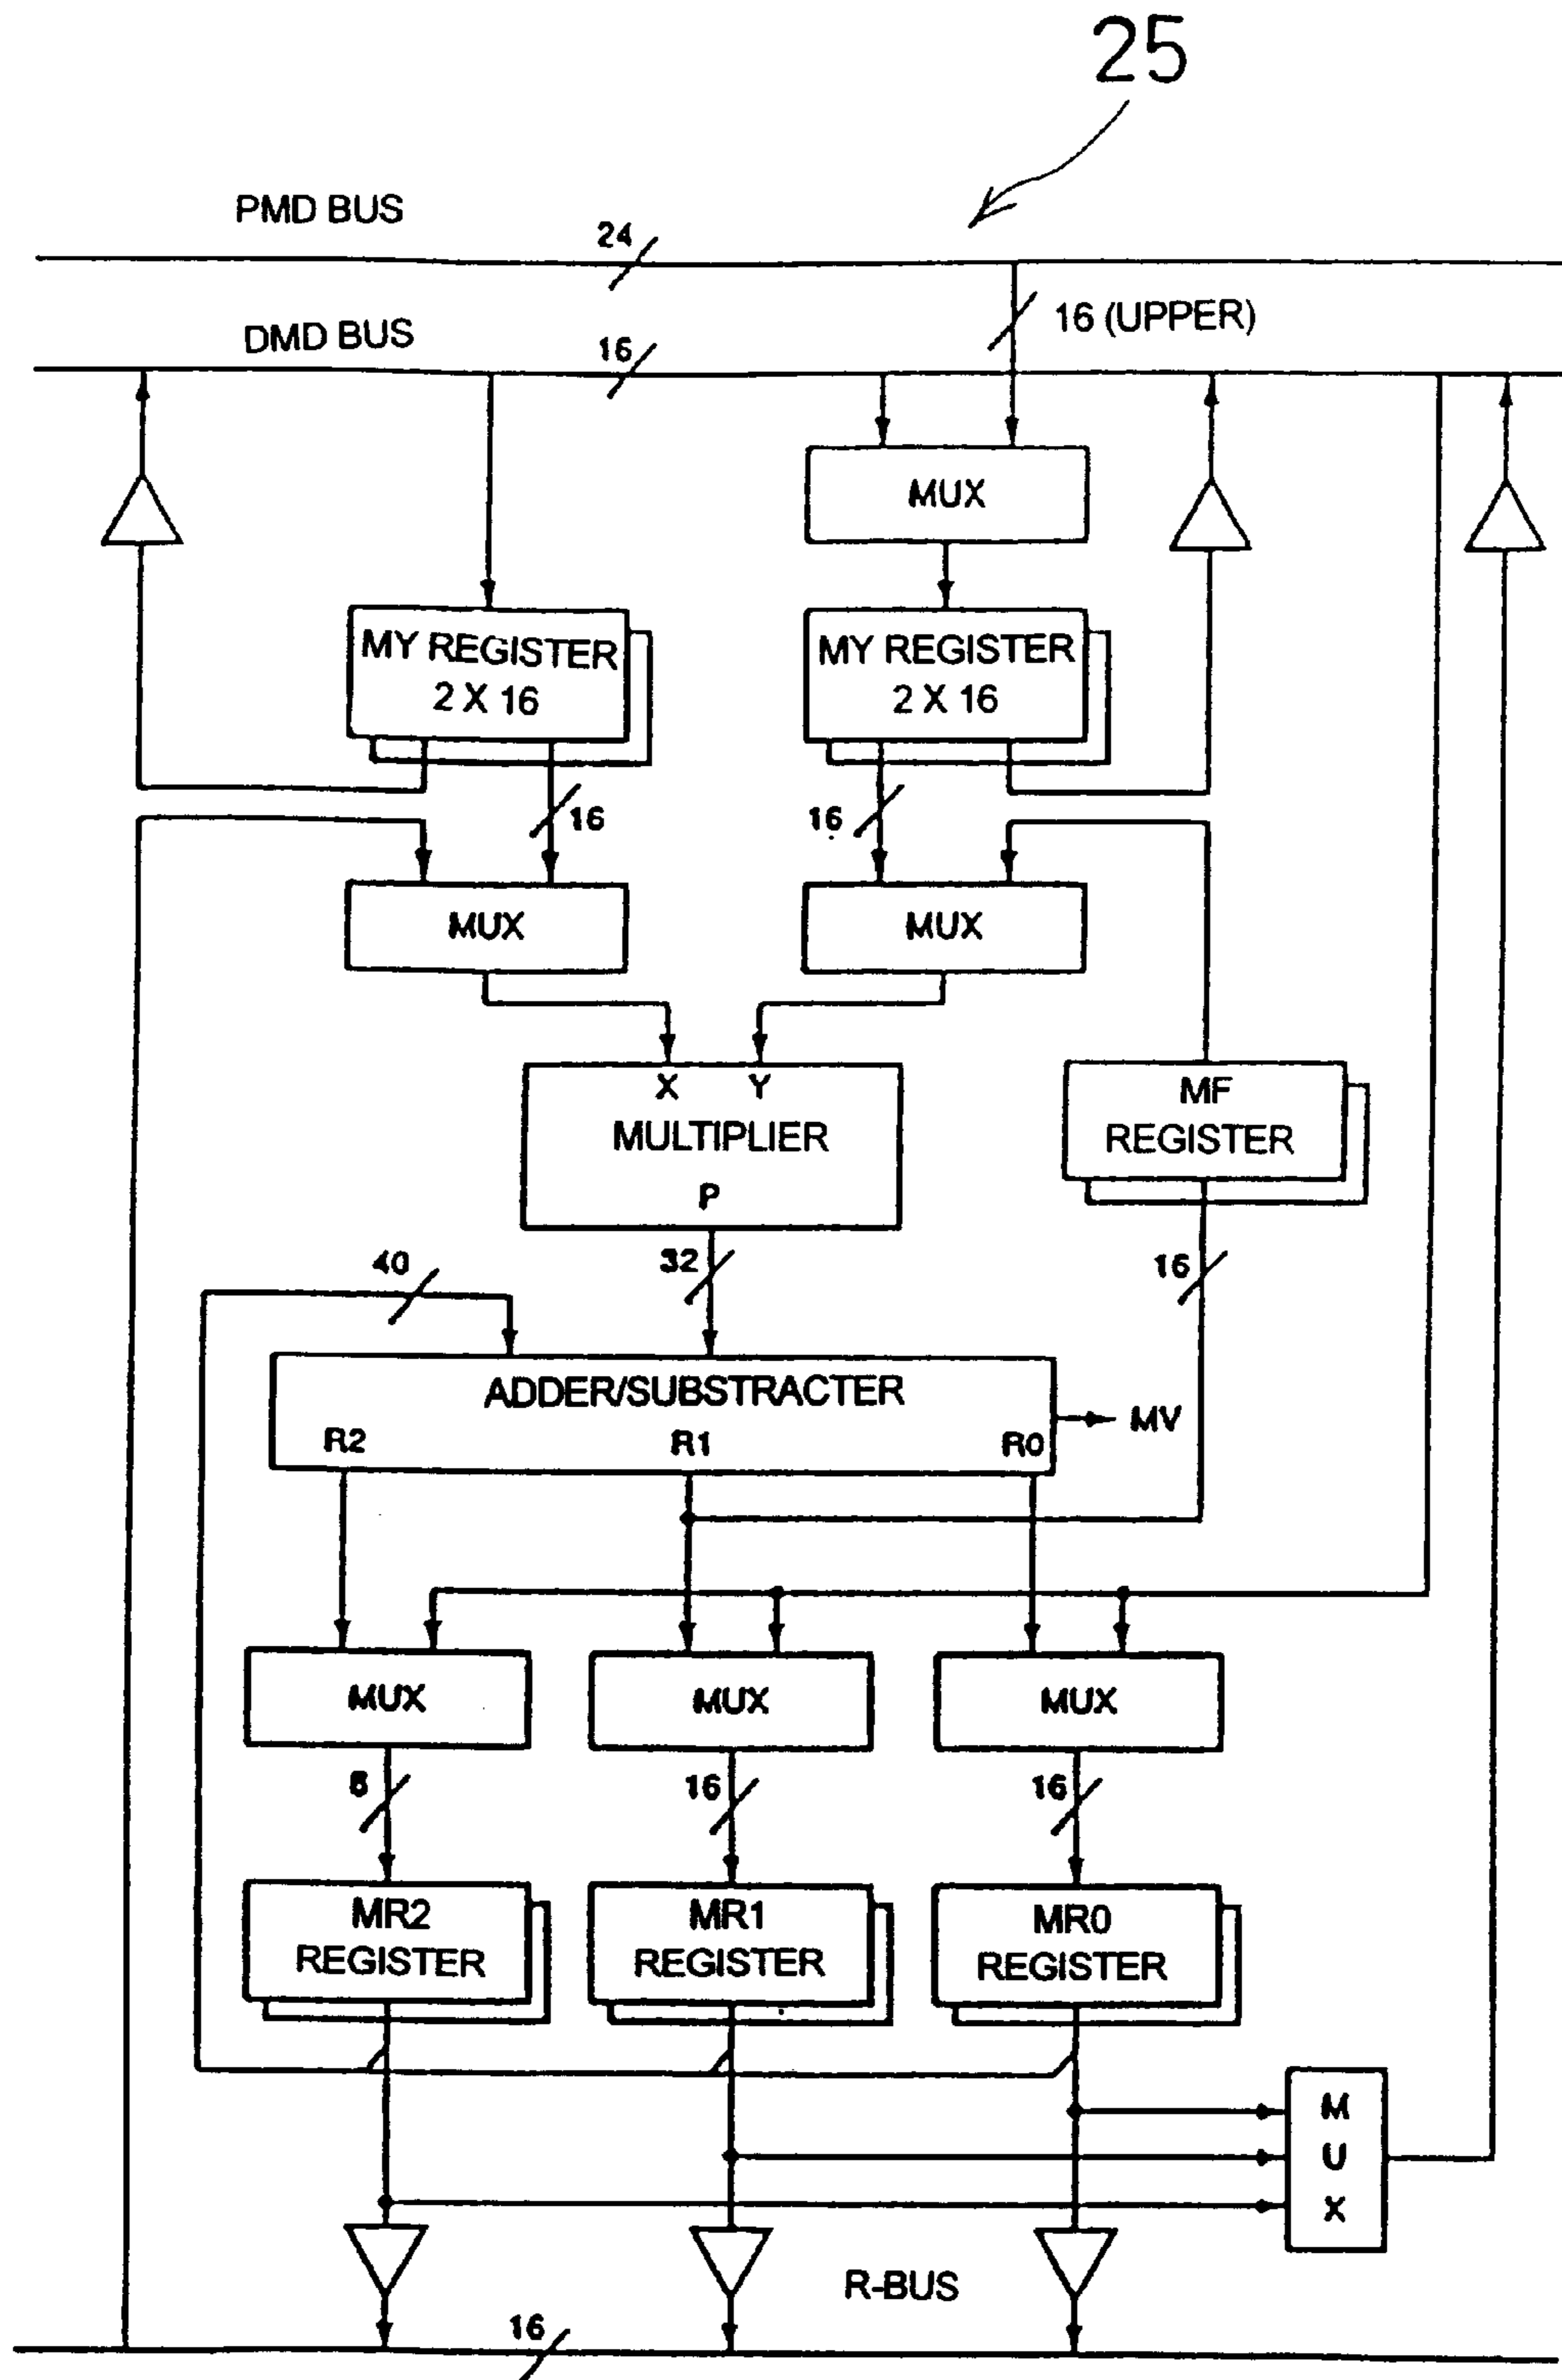 25
PMD BUS
24
16 (UPPER)
DMD BUS
16
MUX
MY REGISTER
2 X 16
MY REGISTER
2 X 16
16
16
MUX
MUX
X Y
MULTIPLIER
P
MF
REGISTER
40
32
16
ADDER/SUBSTRACTER
R2
R1
R0
MV
MUX
MUX
MUX
8
16
16
MR2
REGISTER
MR1
REGISTER
MR0
REGISTER
M
U
X
R-BUS
16